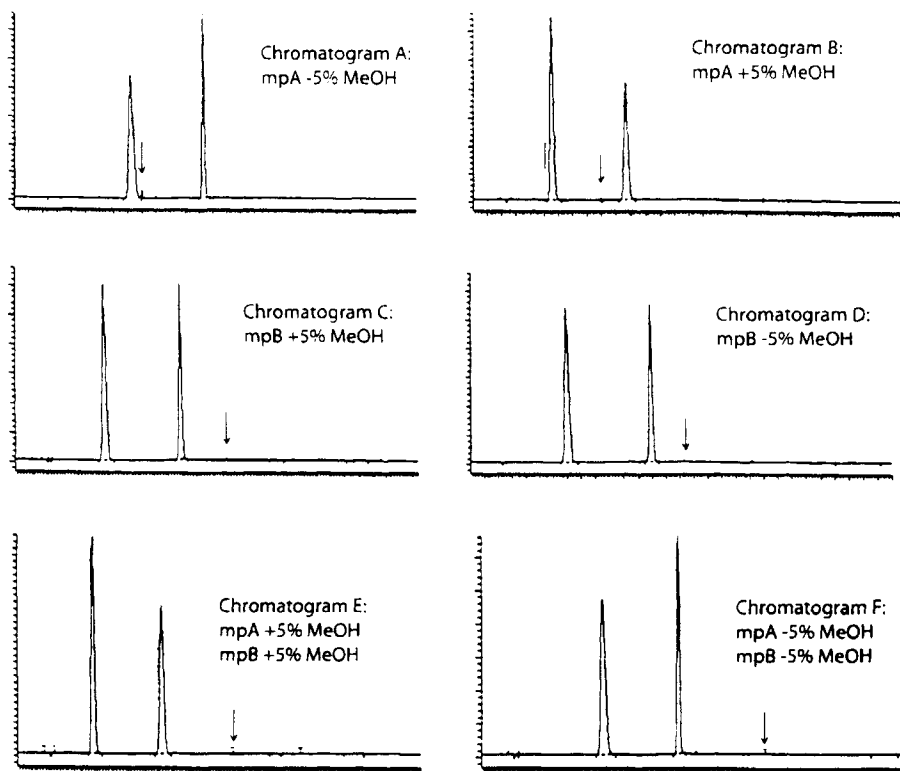 Chromatogram A:
mpA -5% MeOH
Chromatogram B:
mpA +5% MeOH
Chromatogram C:
mpB +5% MeOH
Chromatogram D:
mpB -5% MeOH
Chromatogram E:
mpA +5% MeOH
mpB +5% MeOH
Chromatogram F:
mpA -5% MeOH
mpB -5% MeOH